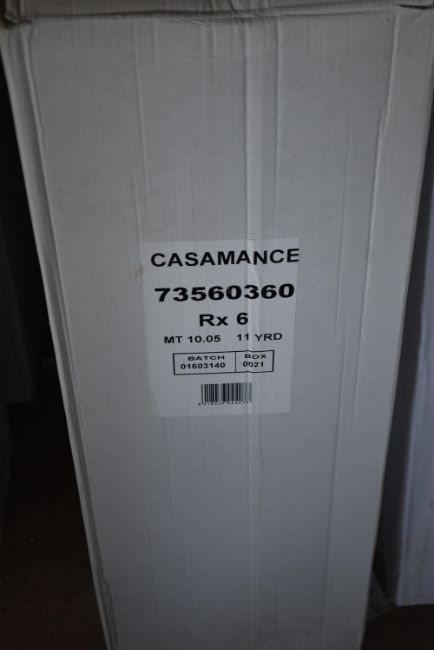 CASAMANCE
73560360
Rx 6
MT 10.05 11 YRD
BATCH BOX
01603140 0021